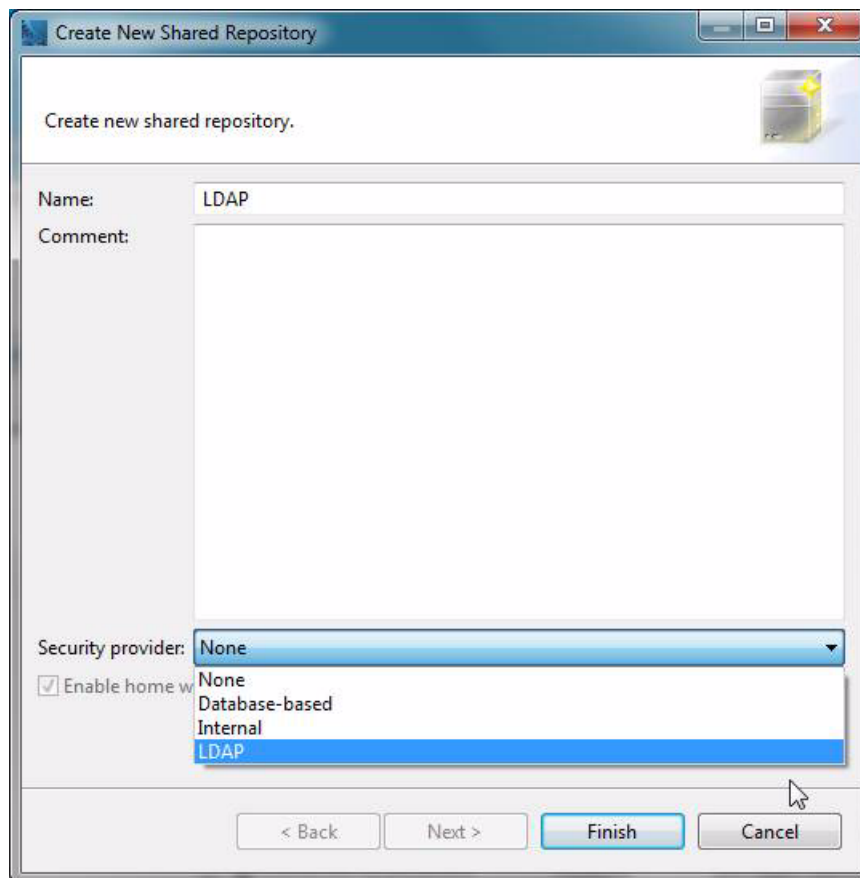 Create New Shared Repository
Create new shared repository.
Name: LDAP
Comment:
Security provider: None
Enable home w
None
Database-based
Internal
LDAP
< Back Next > Finish Cancel